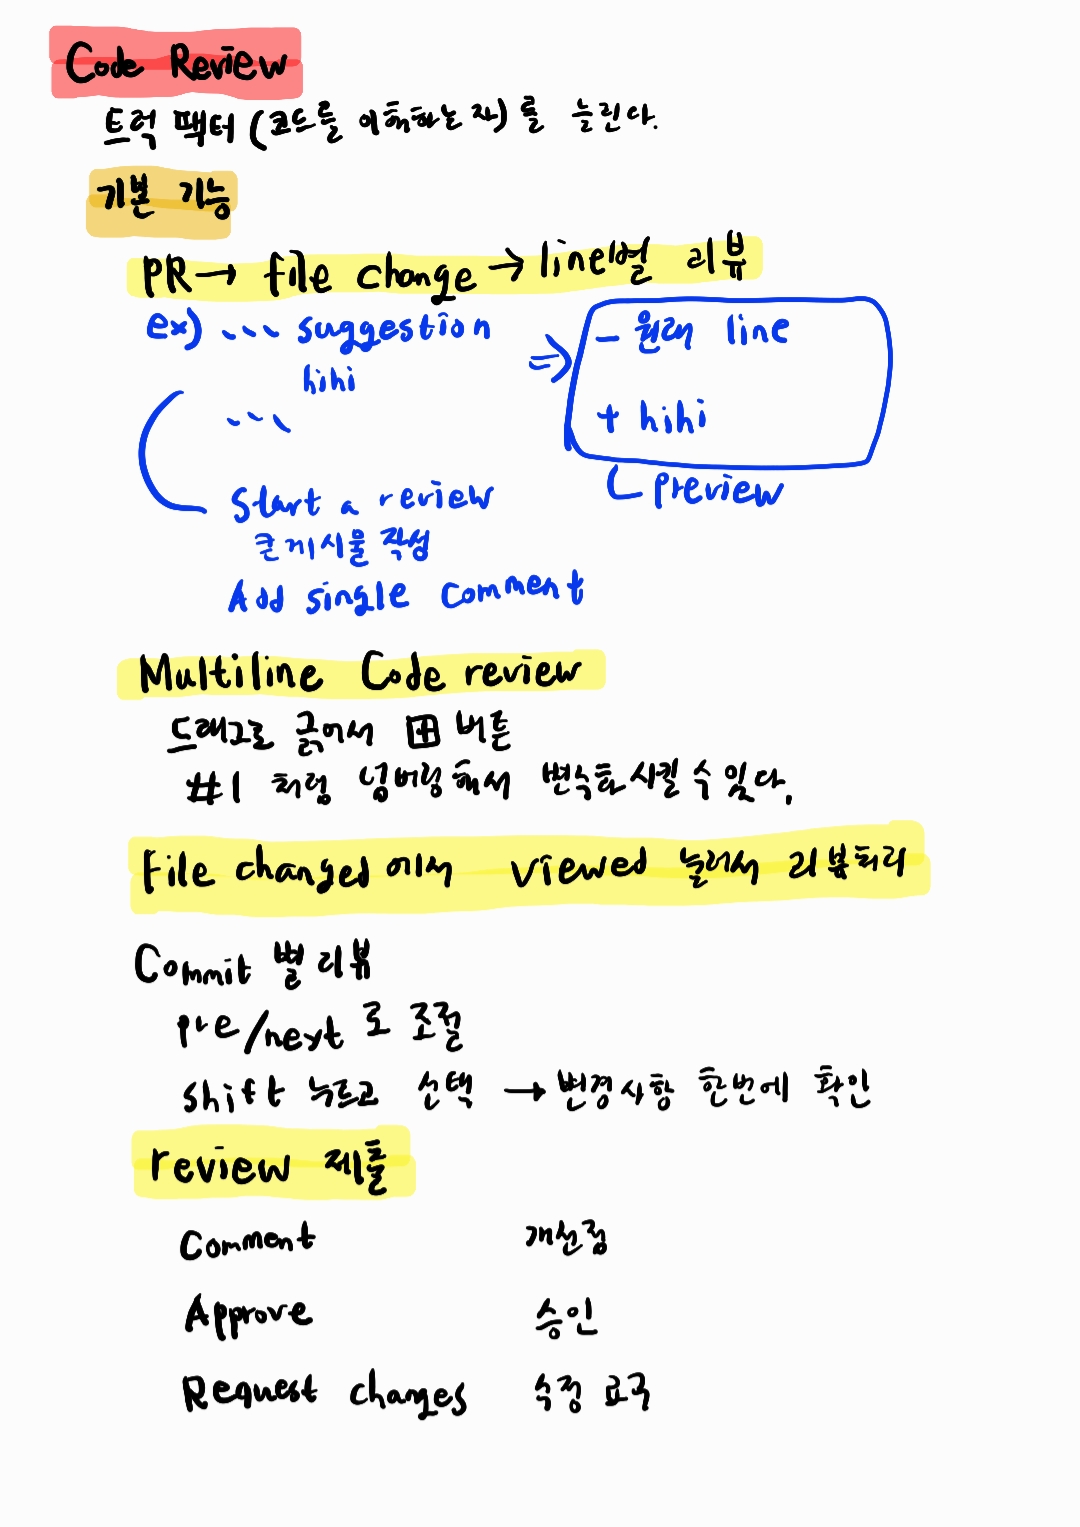 Code Review
트럭 팩터 (코드를 이해하는 자)를 늘린다.
기본 기능
PR → file change → line별 리뷰
ex) ``` suggestion
hihi
```
⇒
- 원래 line
+ hihi
preview
Start a review
큰 게시물 작성
Add single comment
Multiline Code review
드래그로 긁어서 ⊞ 버튼
#1 처럼 넘버링해서 변수화시킬 수 있다.
file changed에서 viewed 눌러서 리뷰처리
Commit 별 리뷰
pre/next 로 조절
shift 누르고 선택 → 변경사항 한번에 확인
review 제출
Comment 개선점
Approve 승인
Request changes 수정 요구